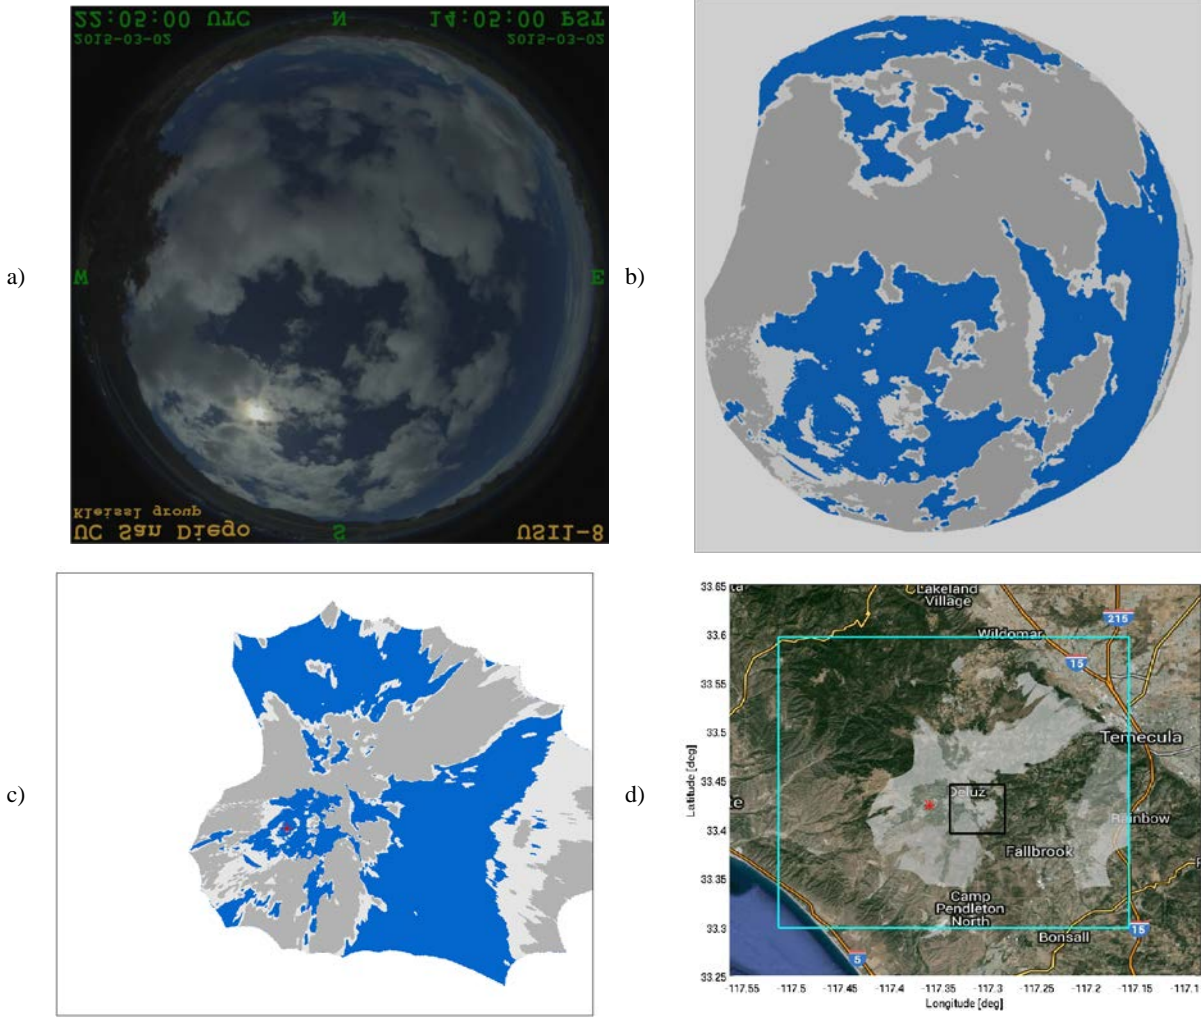 22:05:00 UTC N 14:05:00 PST
2015-03-02 2015-03-02
a)
W
E
Kleissl group
UC San Diego S USI1-8
b)
c)
d)
33.65
33.6
33.55
33.5
33.45
33.4
33.35
33.3
33.25
Latitude [deg]
Lakeland
Village
Wildomar
215
15
Temecula
Deluz
Rainbow
Fallbrook
Camp
Pendleton
North
Bonsall
15
5
-117.55 -117.5 -117.45 -117.4 -117.35 -117.3 -117.25 -117.2 -117.15 -117.1
Longitude [deg]